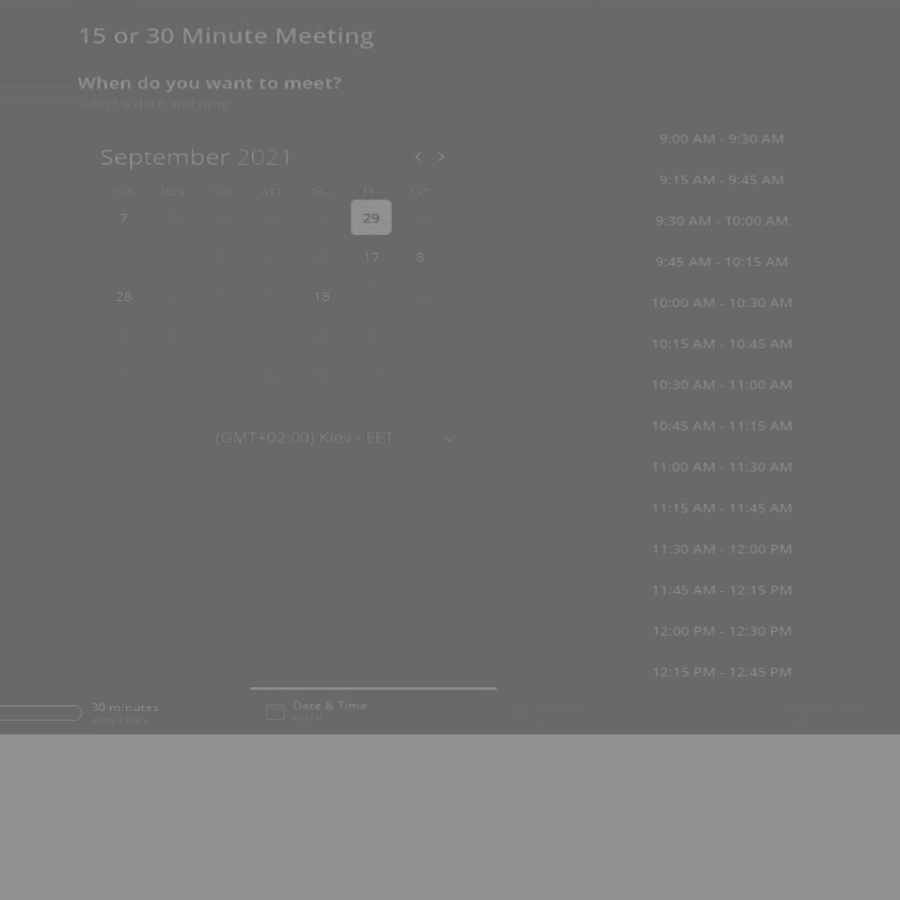 15 or 30 Minute Meeting
When do you want to meet?
Select a date and time
September 2021
< >
SUN MON TUE WED THU FRI SAT
7 29
17 8
28 18
(GMT+02:00) Kiev - EET
9:00 AM - 9:30 AM
9:15 AM - 9:45 AM
9:30 AM - 10:00 AM
9:45 AM - 10:15 AM
10:00 AM - 10:30 AM
10:15 AM - 10:45 AM
10:30 AM - 11:00 AM
10:45 AM - 11:15 AM
11:00 AM - 11:30 AM
11:15 AM - 11:45 AM
11:30 AM - 12:00 PM
11:45 AM - 12:15 PM
12:00 PM - 12:30 PM
12:15 PM - 12:45 PM
30 minutes
HOW LONG
Date & Time
WHEN